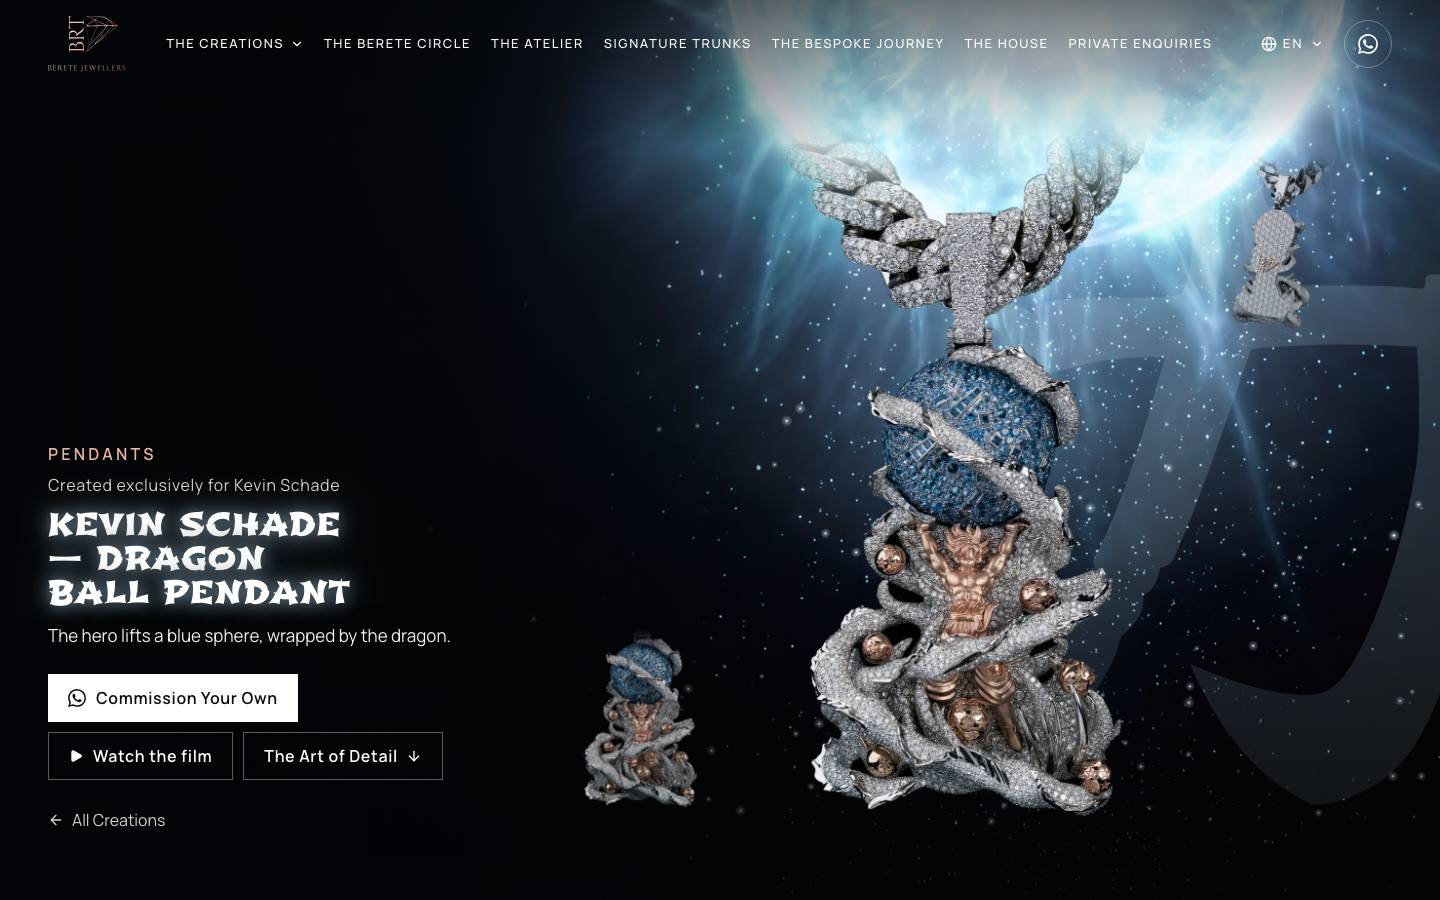 BRT
BERETE JEWELLERS
THE CREATIONS
THE BERETE CIRCLE
THE ATELIER
SIGNATURE TRUNKS
THE BESPOKE JOURNEY
THE HOUSE
PRIVATE ENQUIRIES
EN
PENDANTS
Created exclusively for Kevin Schade
KEVIN SCHADE
— DRAGON
BALL PENDANT
The hero lifts a blue sphere, wrapped by the dragon.
Commission Your Own
Watch the film
The Art of Detail ↓
← All Creations